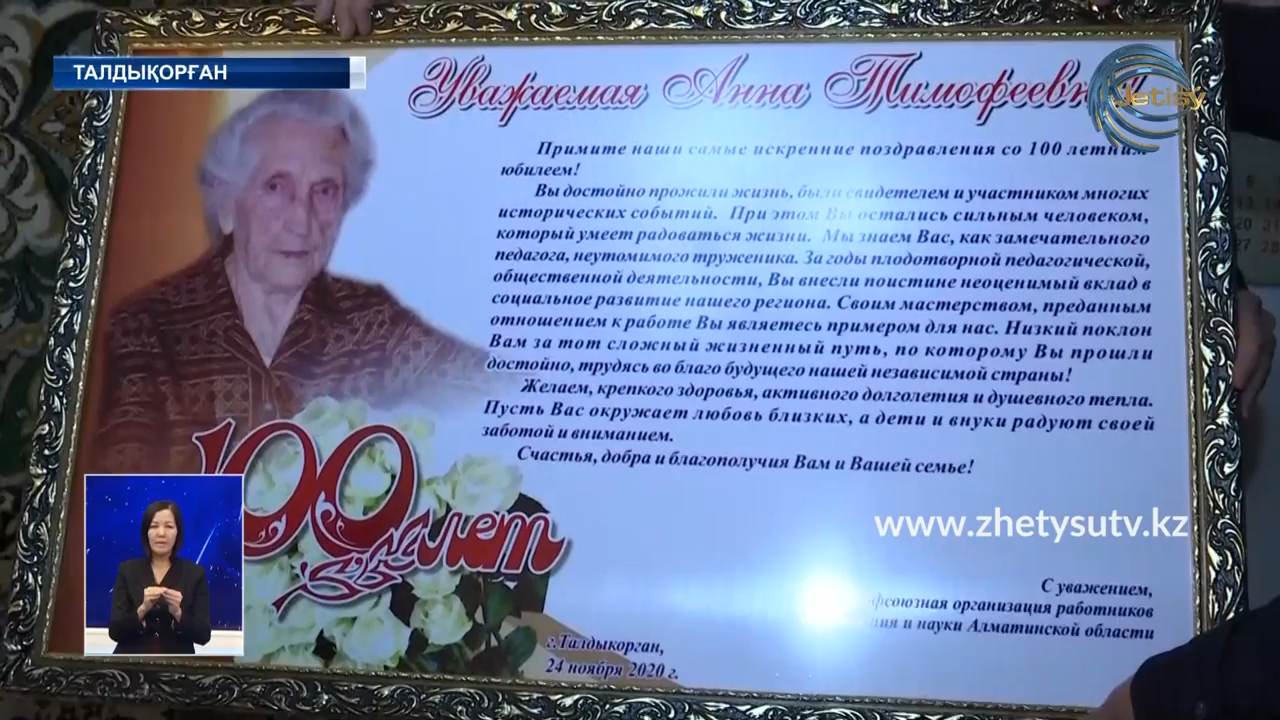 ТАЛДЫҚОРҒАН
Jetisy
Уважаемая Анна
Примите наши самые искренние поздравления со 100 летним
юбилеем!
Вы достойно прожили жизнь, были свидетелем и участником многих
исторических событий. При этом Вы остались сильным человеком,
который умеет радоваться жизни. Мы знаем Вас, как замечательного
педагога, неутомимого труженика. За годы плодотворной педагогической,
общественной деятельности, Вы внесли поистине неоценимый вклад в
социальное развитие нашего региона. Своим мастерством, преданным
отношением к работе Вы являетесь примером для нас. Низкий поклон
Вам за тот сложный жизненный путь, по которому Вы прошли
достойно, трудясь во благо будущего нашей независимой страны!
Желаем, крепкого здоровья, активного долголетия и душевного тепла.
Пусть Вас окружает любовь близких, а дети и внуки радуют своей
заботой и вниманием.
Счастья, добра и благополучия Вам и Вашей семье!
100 лет
www.zhetysutv.kz
С уважением,
организация работников
и науки Алматинской области
г.Талдыкорган,
24 ноября 2020 г.